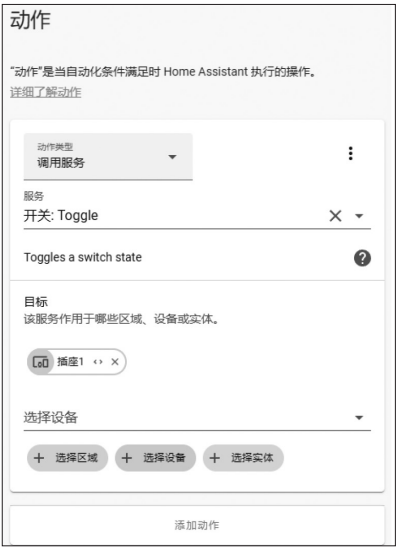 动作
“动作”是当自动化条件满足时 Home Assistant 执行的操作。
详细了解动作
动作类型
调用服务
服务
开关: Toggle
Toggles a switch state
目标
该服务作用于哪些区域、设备或实体。
插座1
选择设备
+ 选择区域 + 选择设备 + 选择实体
添加动作